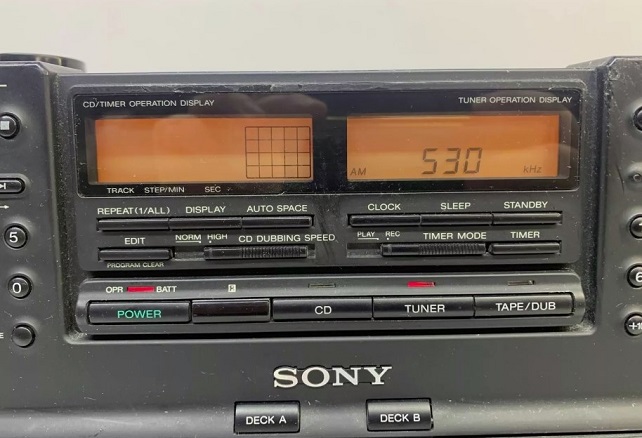 CD/TIMER OPERATION DISPLAY
TUNER OPERATION DISPLAY
AM 530 kHz
TRACK STEP/MIN SEC
REPEAT(1/ALL) DISPLAY AUTO SPACE
CLOCK SLEEP STANDBY
EDIT NORM HIGH CD DUBBING SPEED
PLAY REC TIMER MODE TIMER
PROGRAM CLEAR
5
0
6
OPR BATT
POWER CD TUNER TAPE/DUB
SONY
DECK A DECK B